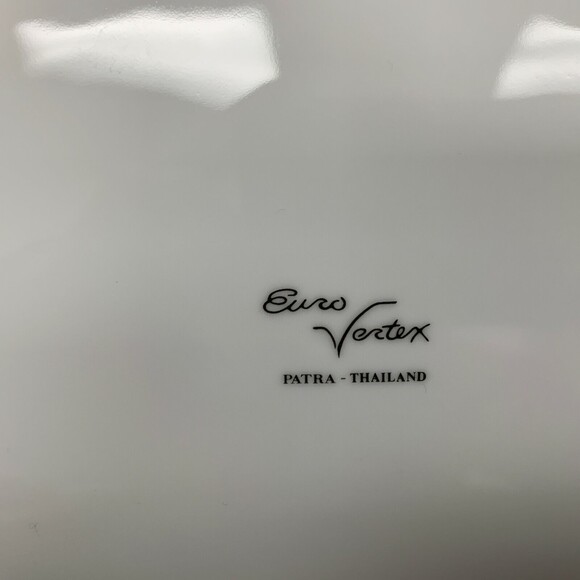 Euro
Vertex
PATRA - THAILAND